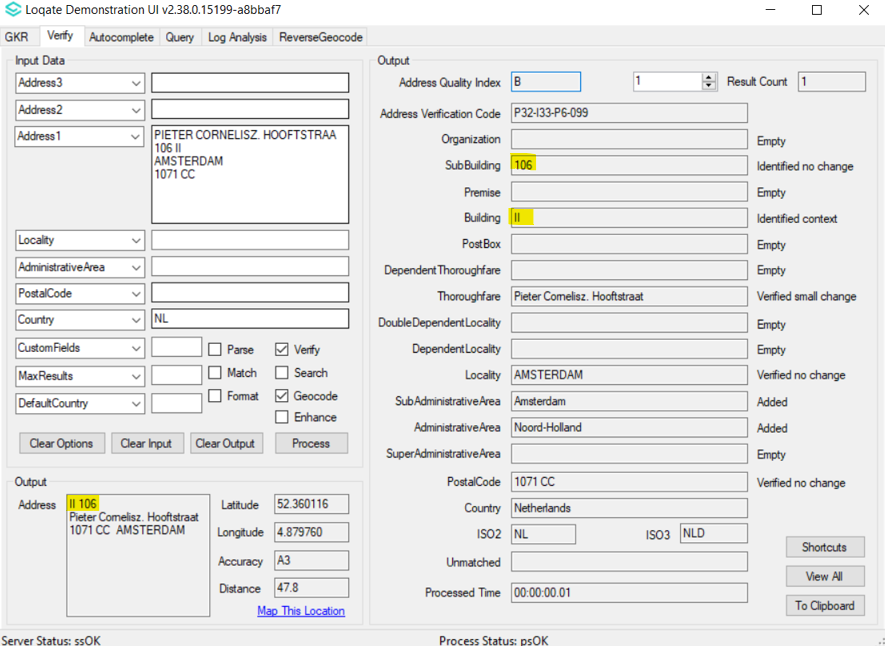 Loqate Demonstration UI v2.38.0.15199-a8bbaf7
GKR Verify Autocomplete Query Log Analysis ReverseGeocode
Input Data
Address3
Address2
Address1
PIETER CORNELISZ. HOOFTSTRAA
106 II
AMSTERDAM
1071 CC
Locality
AdministrativeArea
PostalCode
Country NL
CustomFields Parse Verify
MaxResults Match Search
DefaultCountry Format Geocode
Enhance
Clear Options Clear Input Clear Output Process
Output
Address
II 106
Pieter Cornelisz. Hooftstraat
1071 CC AMSTERDAM
Latitude 52.360116
Longitude 4.879760
Accuracy A3
Distance 47.8
Map This Location
Output
Address Quality Index B 1 Result Count 1
Address Verification Code P32-I33-P6-099
Organization Empty
SubBuilding 106 Identified no change
Premise Empty
Building II Identified context
PostBox Empty
DependentThoroughfare Empty
Thoroughfare Pieter Cornelisz. Hooftstraat Verified small change
DoubleDependentLocality Empty
DependentLocality Empty
Locality AMSTERDAM Verified no change
SubAdministrativeArea Amsterdam Added
AdministrativeArea Noord-Holland Added
SuperAdministrativeArea Empty
PostalCode 1071 CC Verified no change
Country Netherlands
ISO2 NL ISO3 NLD
Unmatched
Processed Time 00:00:00.01
Shortcuts
View All
To Clipboard
Server Status: ssOK Process Status: psOK